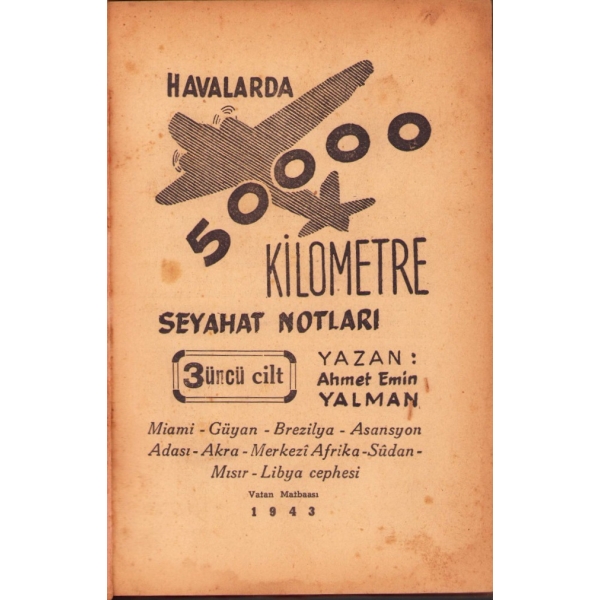 HAVALARDA
50000
KİLOMETRE
SEYAHAT NOTLARI
3üncü cilt
YAZAN :
Ahmet Emin
YALMAN
Miami - Güyan - Brezilya - Asansyon
Adası - Akra - Merkezî Afrika - Sûdan -
Mısır - Libya cephesi
Vatan Matbaası
1943